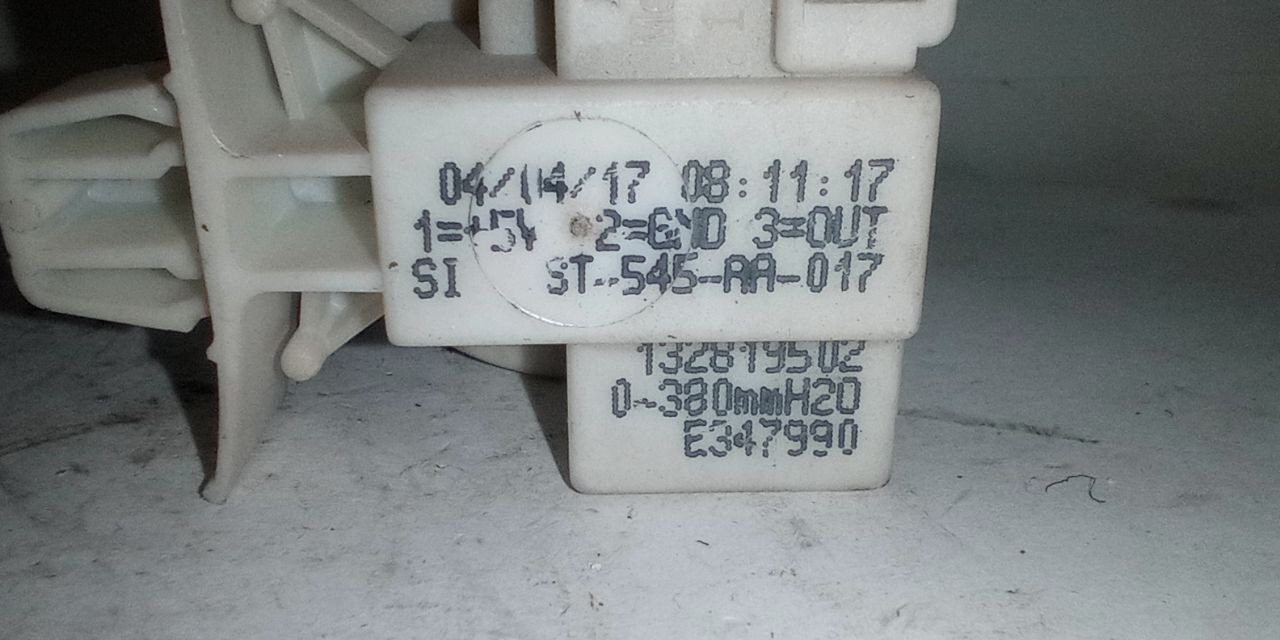 04/04/17 08:11:17
1=+5V 2=GND 3=OUT
SI ST-545-AA-017
132819502
0-380mmH2O
E347990